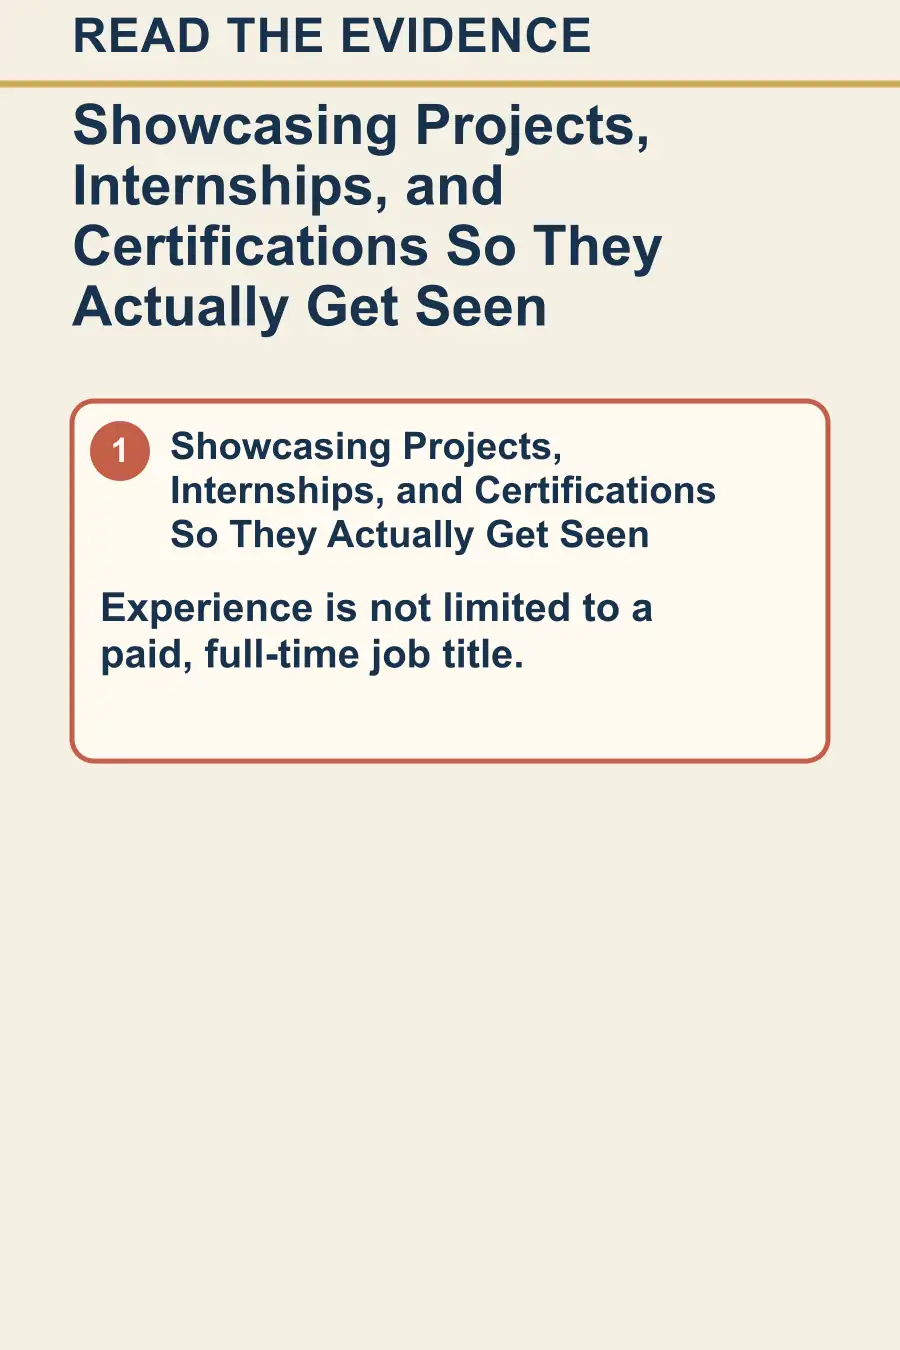 READ THE EVIDENCE
Showcasing Projects,
Internships, and
Certifications So They
Actually Get Seen
1
Showcasing Projects,
Internships, and Certifications
So They Actually Get Seen
Experience is not limited to a
paid, full-time job title.